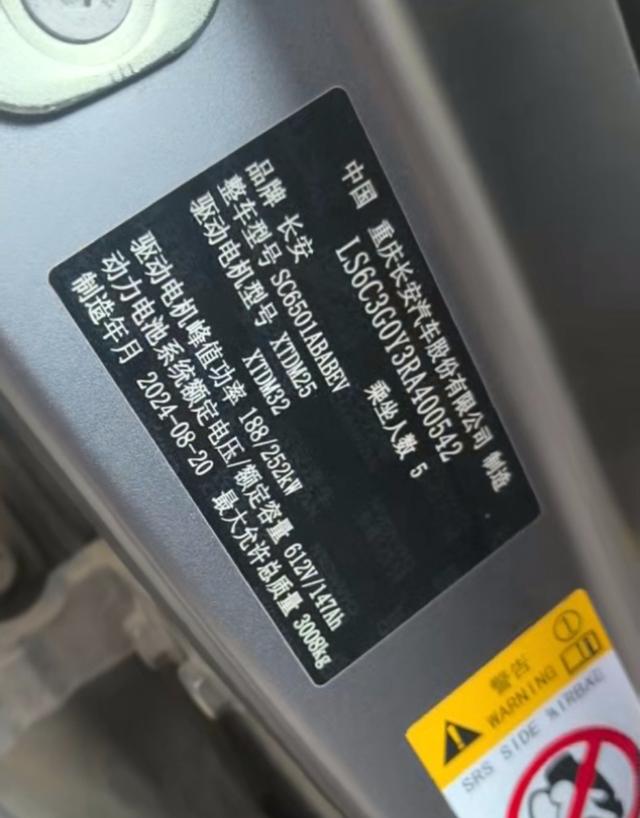 中国 重庆长安汽车股份有限公司 制造
LS6C3G0Y3RA400542
品牌 长安 乘坐人数 5
整车型号 SC6501ABABEV
驱动电机型号 XTDM25
XTDM32
驱动电机峰值功率 188/252kW
动力电池系统额定电压/额定容量 612V/147Ah
制造年月 2024-08-20 最大允许总质量 3008kg
警告
WARNING
SRS SIDE AIRBAG